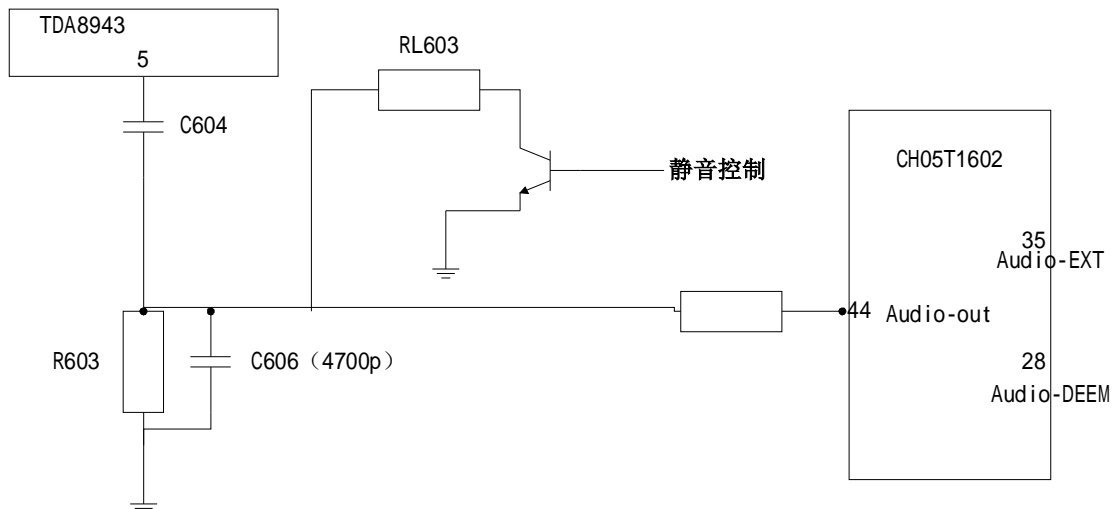 TDA8943
5
RL603
C604
静音控制
CH05T1602
35
Audio-EXT
44
Audio-out
R603
C606（4700p）
28
Audio-DEEM